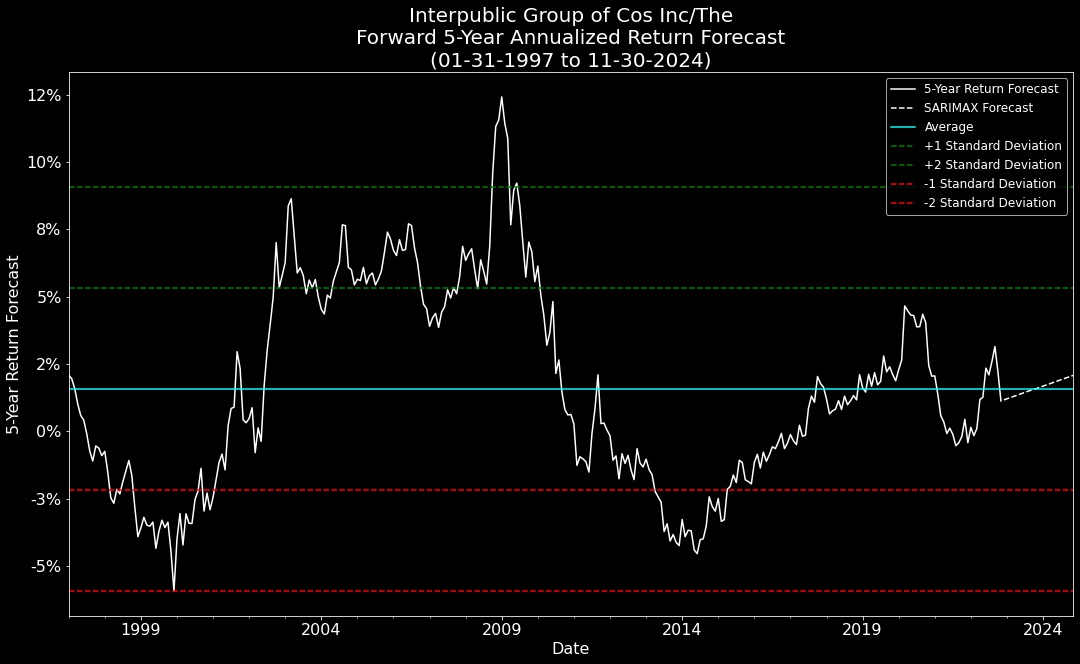 Interpublic Group of Cos Inc/The
Forward 5-Year Annualized Return Forecast
(01-31-1997 to 11-30-2024)
5-Year Return Forecast
SARIMAX Forecast
Average
+1 Standard Deviation
+2 Standard Deviation
-1 Standard Deviation
-2 Standard Deviation
12%
10%
8%
5%
2%
0%
-3%
-5%
5-Year Return Forecast
1999
2004
2009
2014
2019
2024
Date